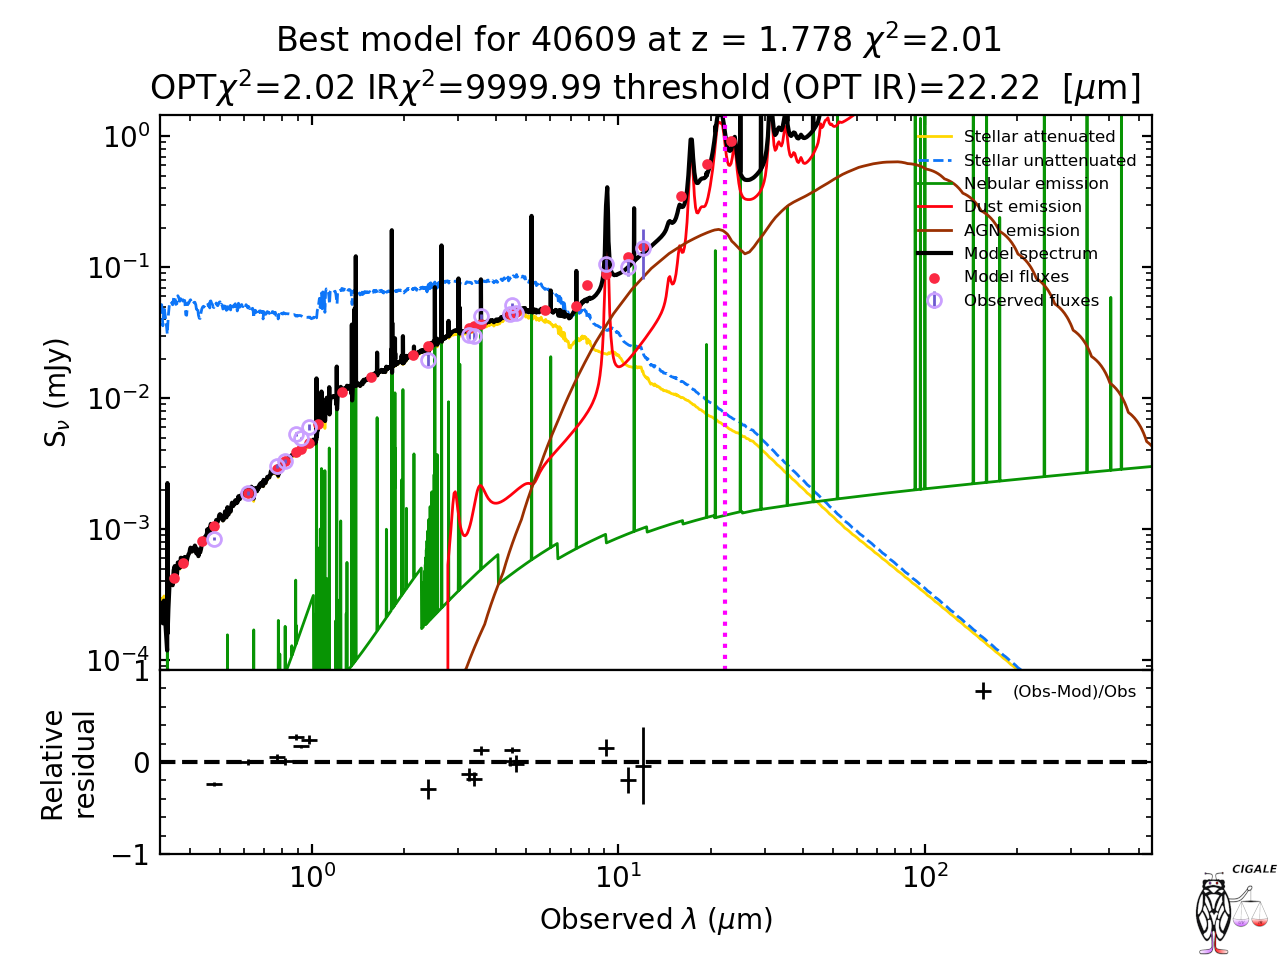 Best model for 40609 at z = 1.778 χ²=2.01
OPTχ²=2.02 IRχ²=9999.99 threshold (OPT IR)=22.22 [μm]
10⁰
10⁻¹
10⁻²
10⁻³
10⁻⁴
S_ν (mJy)
Stellar attenuated
Stellar unattenuated
Nebular emission
Dust emission
AGN emission
Model spectrum
Model fluxes
Observed fluxes
1
0
−1
Relative
residual
(Obs-Mod)/Obs
10⁰
10¹
10²
Observed λ (μm)
CIGALE